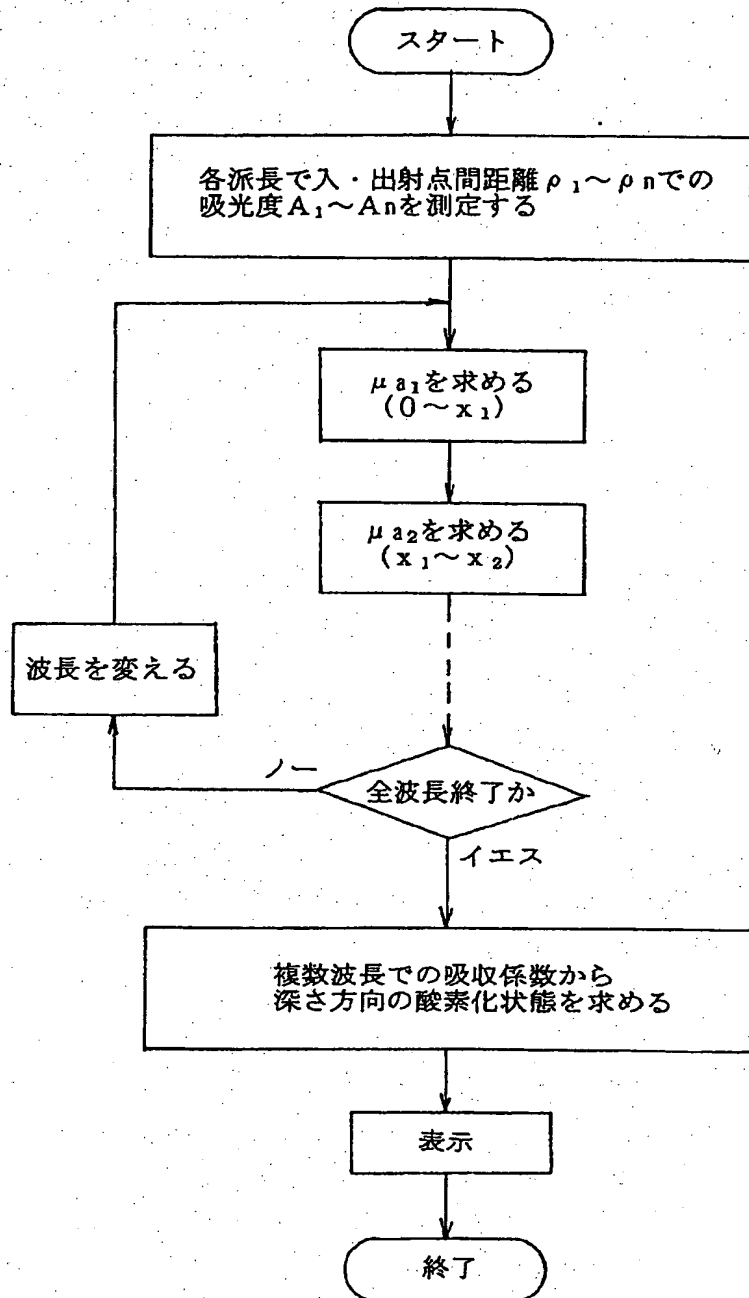 スタート
各派長で入・出射点間距離ρ₁～ρnでの
吸光度A₁～Anを測定する
μa₁を求める
(0～x₁)
μa₂を求める
(x₁～x₂)
波長を変える
ノー
全波長終了か
イエス
複数波長での吸収係数から
深さ方向の酸素化状態を求める
表示
終了